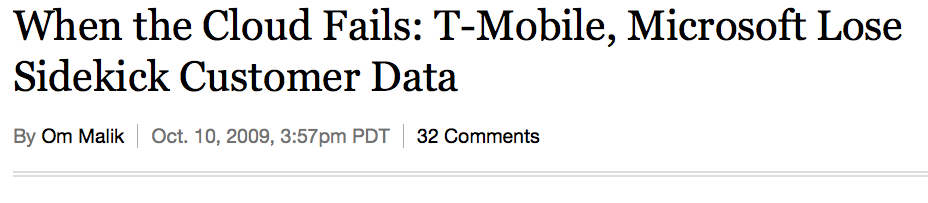 When the Cloud Fails: T-Mobile, Microsoft Lose
Sidekick Customer Data
By Om Malik Oct. 10, 2009, 3:57pm PDT 32 Comments